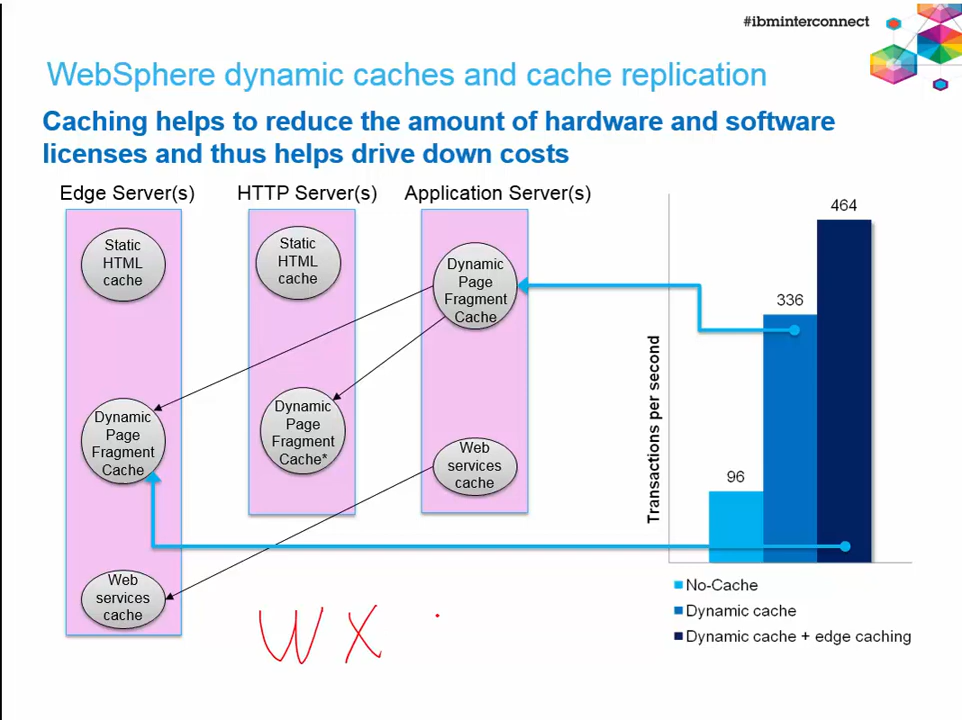 #ibminterconnect
WebSphere dynamic caches and cache replication
Caching helps to reduce the amount of hardware and software
licenses and thus helps drive down costs
Edge Server(s)
HTTP Server(s)
Application Server(s)
Static
HTML
cache
Dynamic
Page
Fragment
Cache
Web
services
cache
Static
HTML
cache
Dynamic
Page
Fragment
Cache*
Dynamic
Page
Fragment
Cache
Web
services
cache
Transactions per second
96
336
464
No-Cache
Dynamic cache
Dynamic cache + edge caching
W X